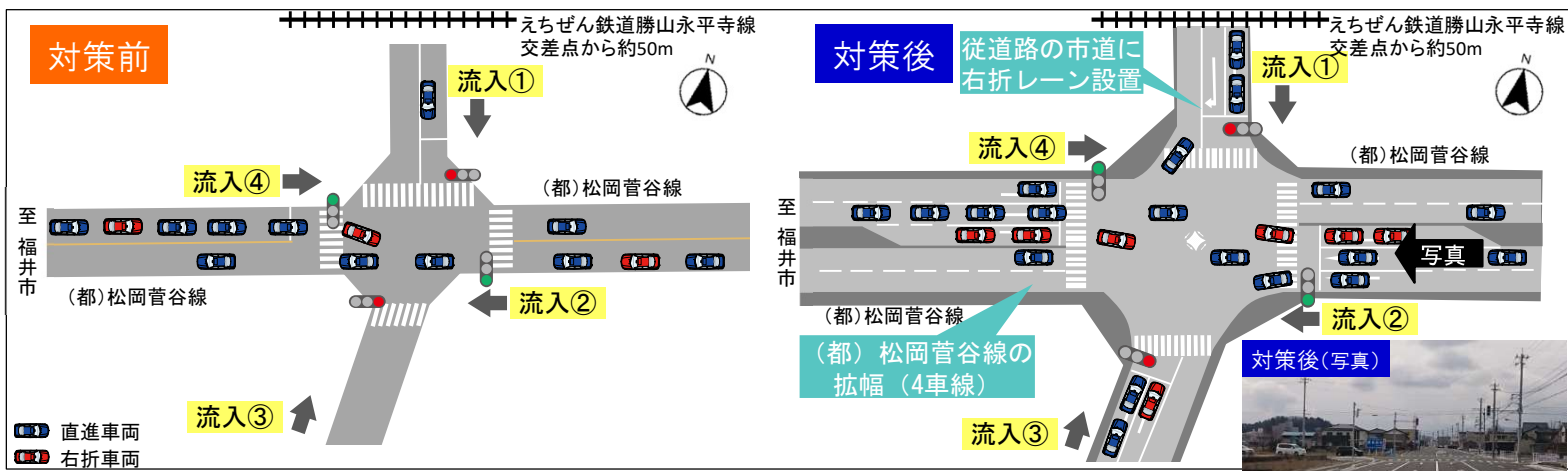 えちぜん鉄道勝山永平寺線
交差点から約50m
対策前
N
流入①
流入④
(都)松岡菅谷線
至 福井市
(都)松岡菅谷線
流入②
流入③
直進車両
右折車両
えちぜん鉄道勝山永平寺線
交差点から約50m
対策後
従道路の市道に
右折レーン設置
N
流入①
流入④
(都)松岡菅谷線
至 福井市
写真
(都)松岡菅谷線
流入②
(都)松岡菅谷線の
拡幅(4車線)
流入③
対策後(写真)